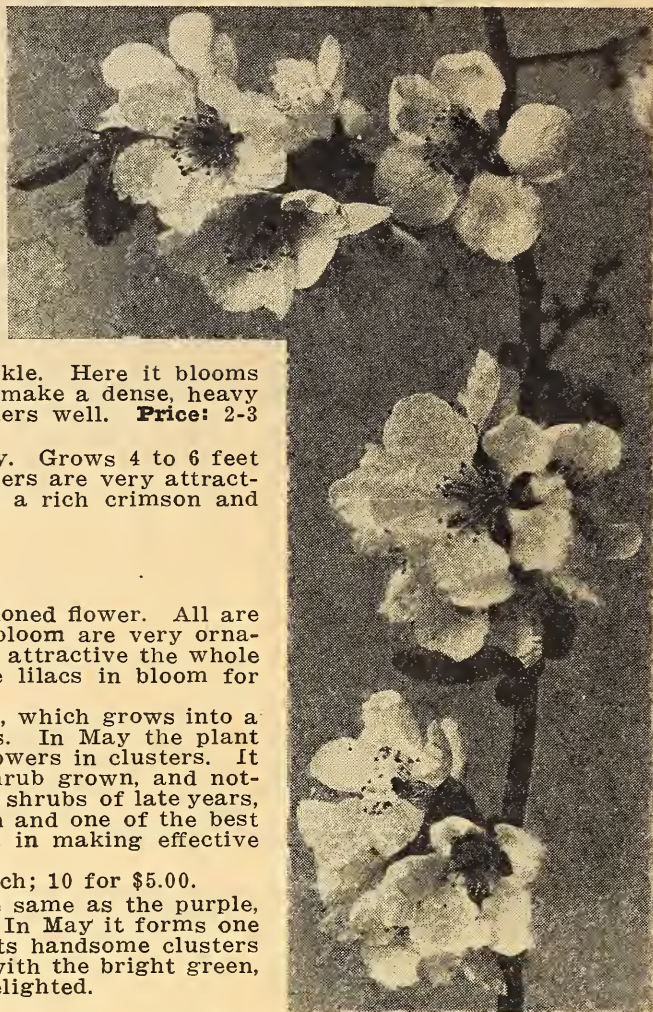 kle. Here it blooms
make a dense, heavy
ers well. Price: 2-3
y. Grows 4 to 6 feet
ers are very attract-
a rich crimson and
oned flower. All are
bloom are very orna-
attractive the whole
e lilacs in bloom for
, which grows into a
s. In May the plant
owers in clusters. It
hrub grown, and not-
shrubs of late years,
n and one of the best
in making effective
ch; 10 for $5.00.
e same as the purple,
In May it forms one
ts handsome clusters
with the bright green,
elighted.